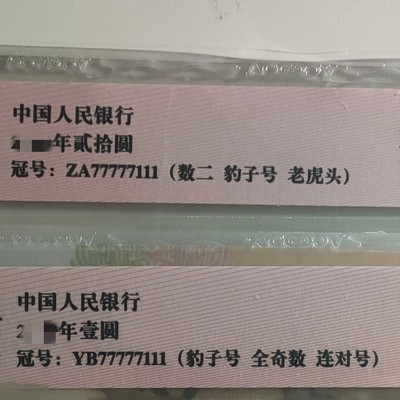 中国人民银行
2 年贰拾圆
冠号：ZA77777111（数二 豹子号 老虎头）
中国人民银行
2 年壹圆
冠号：YB77777111（豹子号 全奇数 连对号）